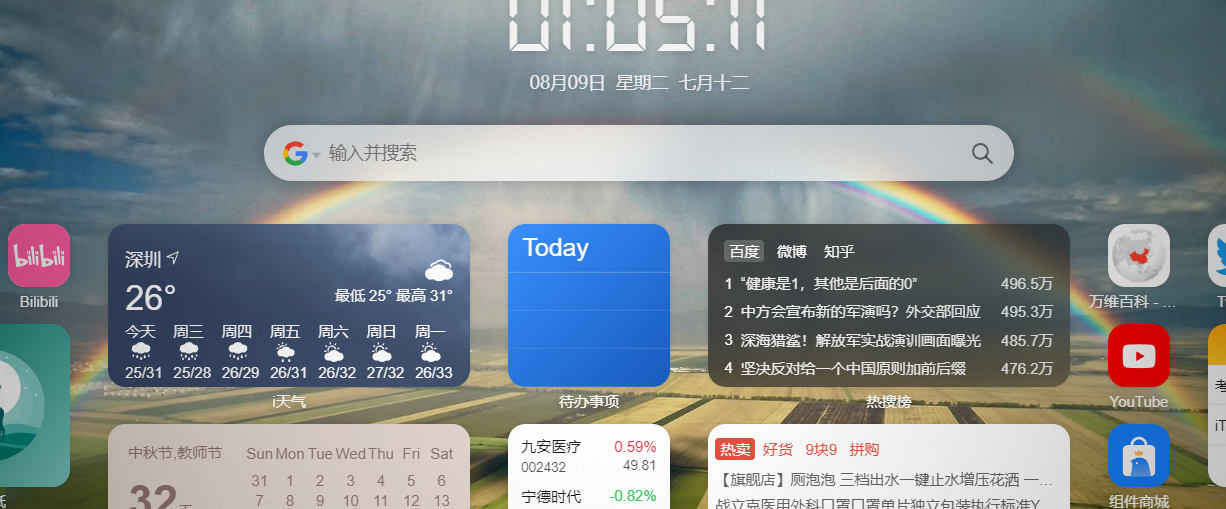 01:05:11
08月09日 星期二 七月十二
输入并搜索
bilibili
Bilibili
深圳
26°
最低 25° 最高 31°
今天 周三 周四 周五 周六 周日 周一
25/31 25/28 26/29 26/31 26/32 27/32 26/33
i天气
Today
待办事项
百度 微博 知乎
1 “健康是1，其他是后面的0” 496.5万
2 中方会宣布新的军演吗？外交部回应 495.3万
3 深海猎鲨！解放军实战演训画面曝光 485.7万
4 坚决反对给一个中国原则加前后缀 476.2万
热搜榜
万维百科 - ...
YouTube
组件商城
中秋节,教师节
32天
Sun Mon Tue Wed Thu Fri Sat
31 1 2 3 4 5 6
7 8 9 10 11 12 13
九安医疗 0.59%
002432 49.81
宁德时代 -0.82%
热卖 好货 9块9 拼购
【旗舰店】厕泡泡 三档出水一键止水增压花洒 一…
T
考
iT